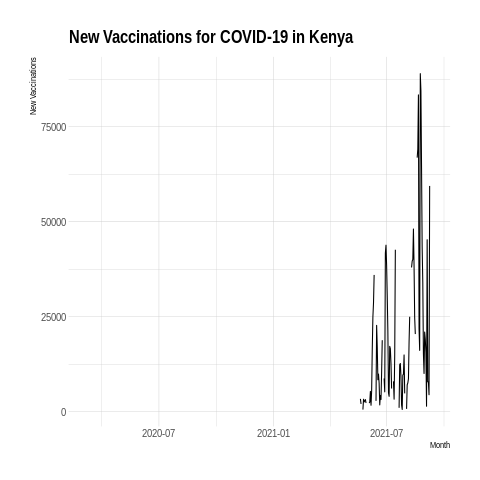 New Vaccinations for COVID-19 in Kenya
New Vaccinations
75000
50000
25000
0
2020-07
2021-01
2021-07
Month